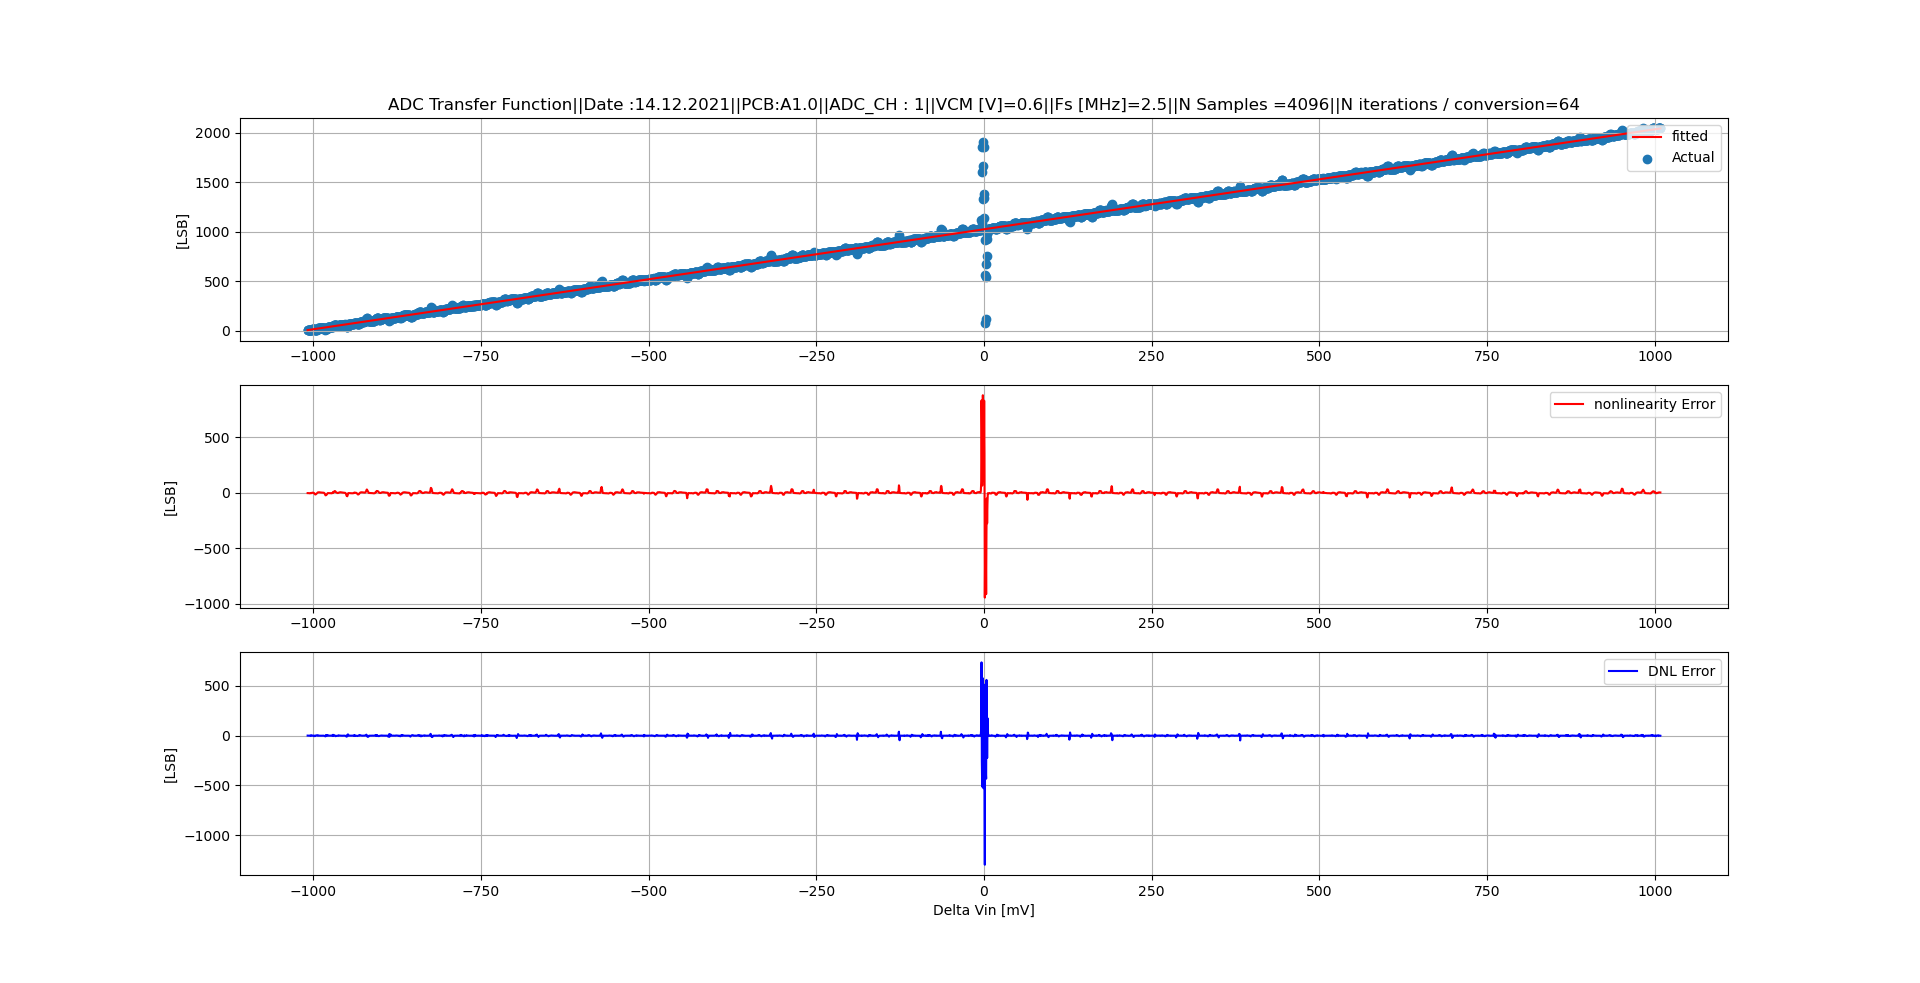 ADC Transfer Function||Date :14.12.2021||PCB:A1.0||ADC_CH : 1||VCM [V]=0.6||Fs [MHz]=2.5||N Samples =4096||N iterations / conversion=64
2000
1500
1000
500
0
[LSB]
fitted
Actual
−1000 −750 −500 −250 0 250 500 750 1000
500
0
−500
−1000
[LSB]
nonlinearity Error
−1000 −750 −500 −250 0 250 500 750 1000
500
0
−500
−1000
[LSB]
DNL Error
−1000 −750 −500 −250 0 250 500 750 1000
Delta Vin [mV]